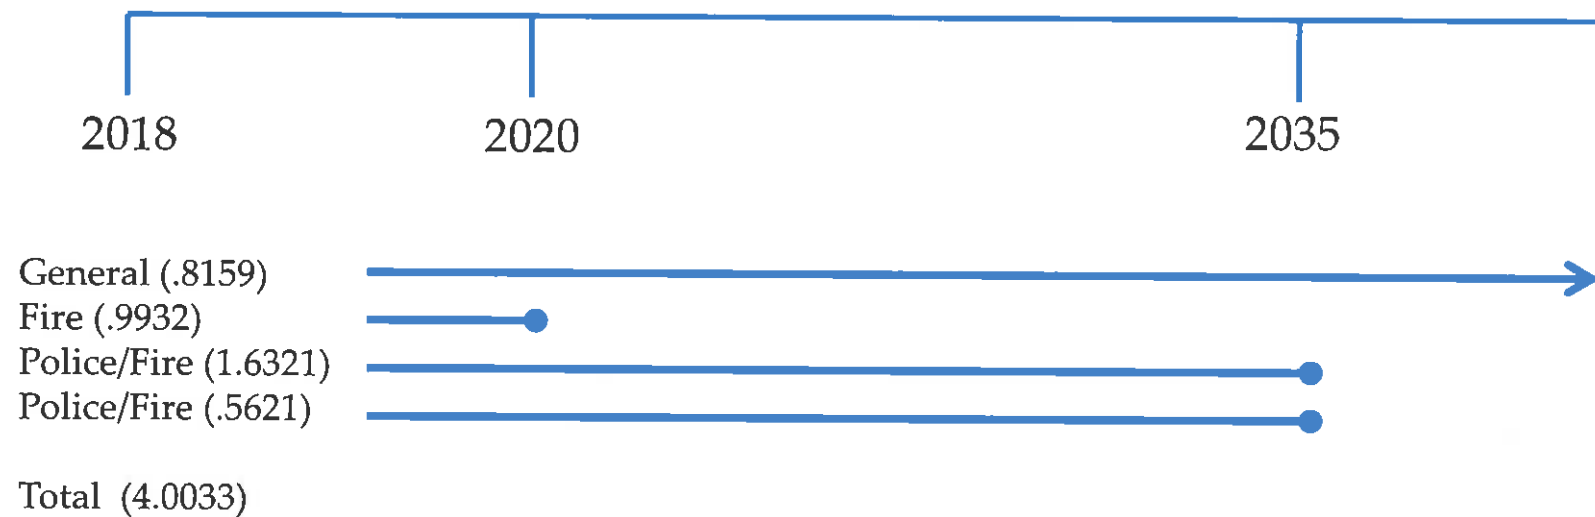 2018 2020 2035
General (.8159)
Fire (.9932)
Police/Fire (1.6321)
Police/Fire (.5621)
Total (4.0033)